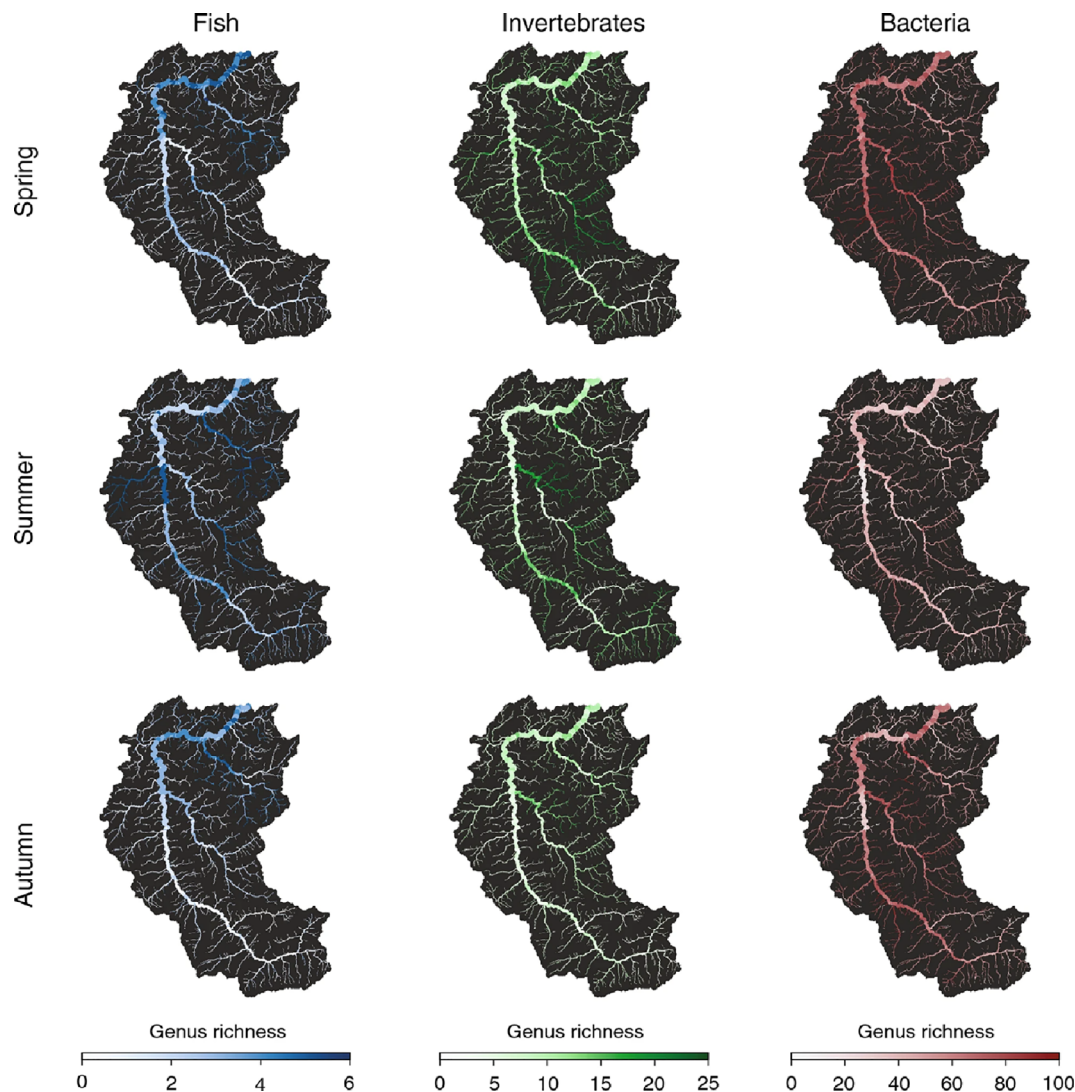 Fish Invertebrates Bacteria
Spring
Summer
Autumn
Genus richness Genus richness Genus richness
0 2 4 6 0 5 10 15 20 25 0 20 40 60 80 100